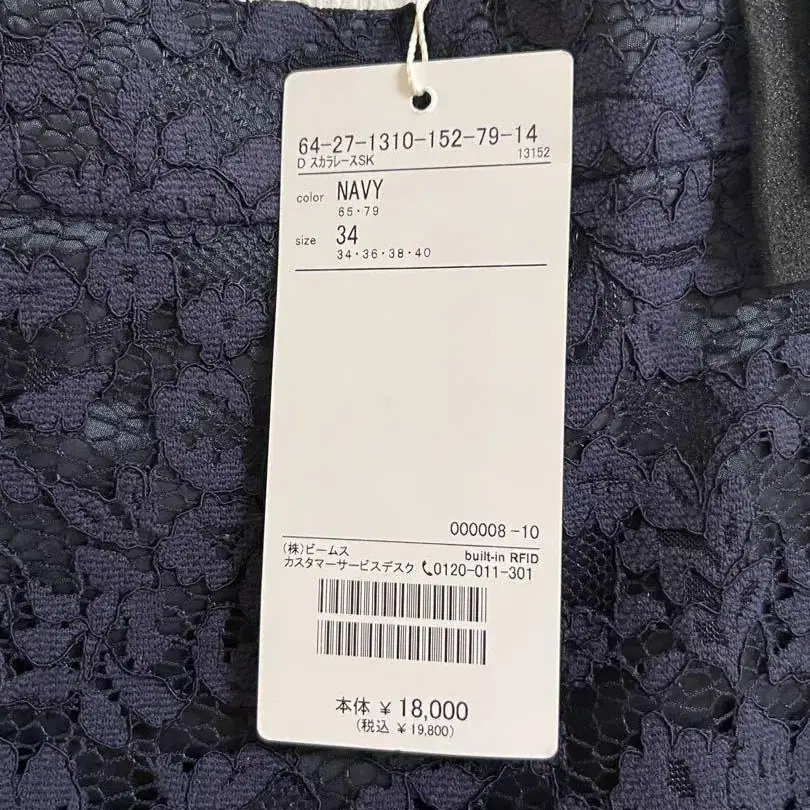 64-27-1310-152-79-14
D スカラレースSK 13152
color NAVY
65・79
size 34
34・36・38・40
000008 -10
(株)ビームス built-in RFID
カスタマーサービスデスク 📞0120-011-301
本体 ¥ 18,000
(税込 ¥ 19,800)